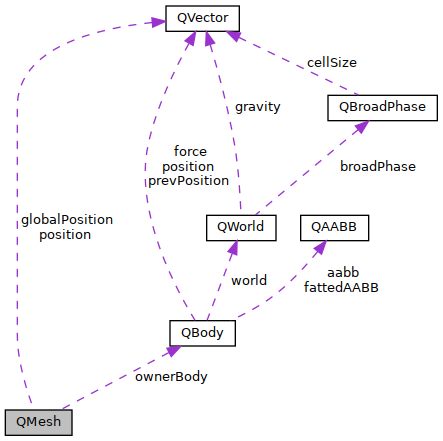 QVector
cellSize
QBroadPhase
gravity
force
position
prevPosition
broadPhase
globalPosition
position
QWorld
QAABB
world
aabb
fattedAABB
QBody
ownerBody
QMesh